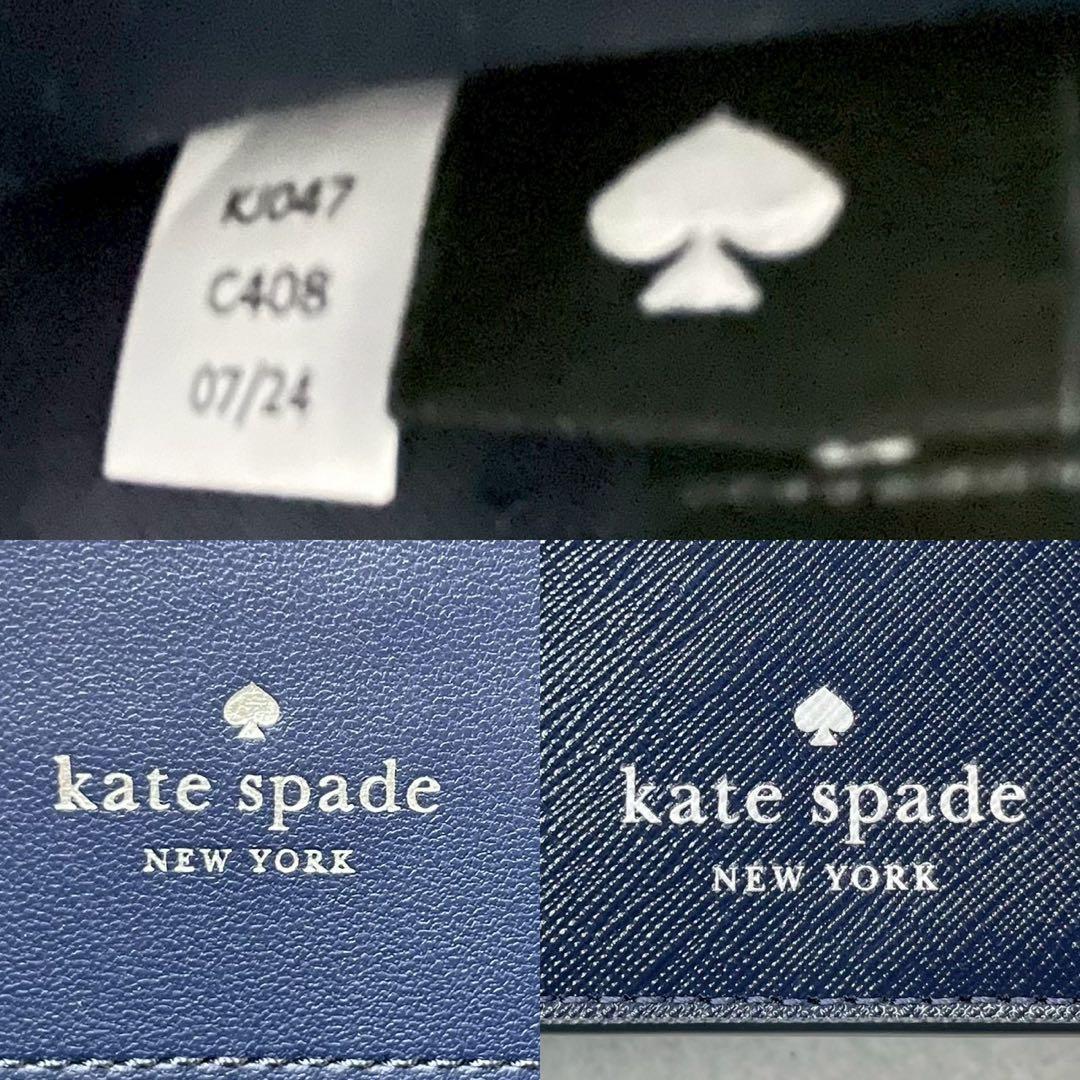 KJ047
C408
07/24
kate spade
NEW YORK
kate spade
NEW YORK